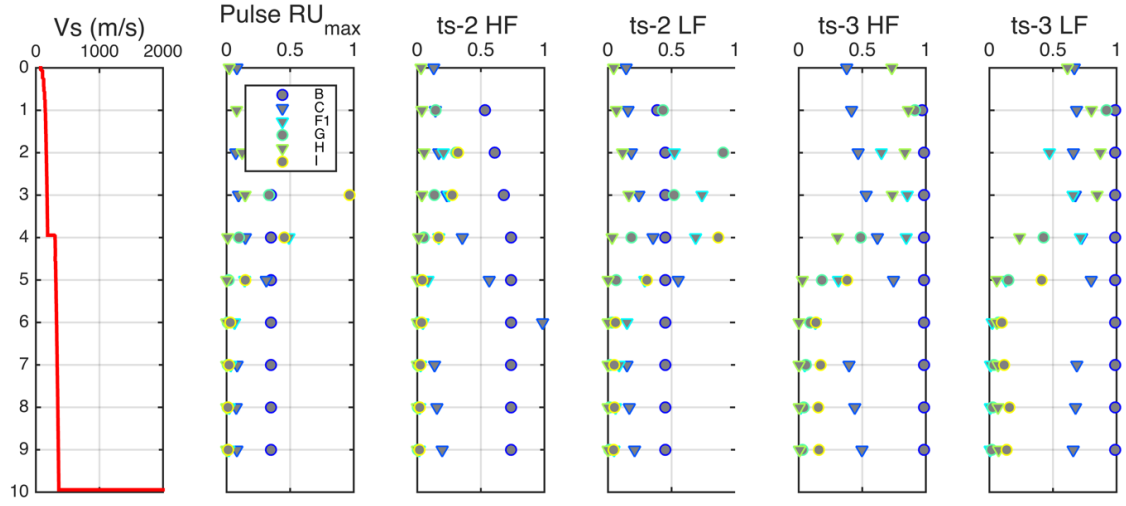 Vs (m/s)
0 1000 2000
0
1
2
3
4
5
6
7
8
9
10
Pulse RUmax
0 0.5 1
B
C
F1
G
H
I
ts-2 HF
0 0.5 1
ts-2 LF
0 0.5 1
ts-3 HF
0 0.5 1
ts-3 LF
0 0.5 1